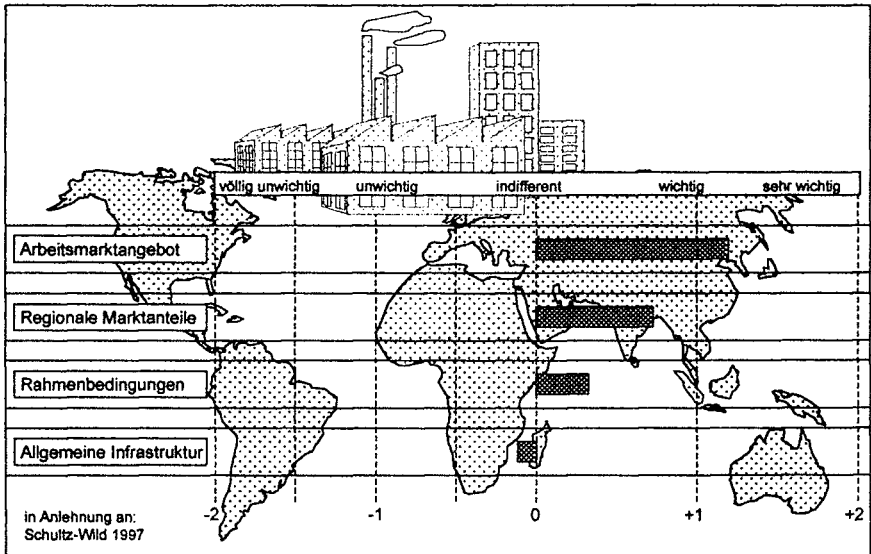 völlig unwichtig unwichtig indifferent wichtig sehr wichtig
Arbeitsmarktangebot
Regionale Marktanteile
Rahmenbedingungen
Allgemeine Infrastruktur
-2 -1 0 +1 +2
in Anlehnung an:
Schultz-Wild 1997